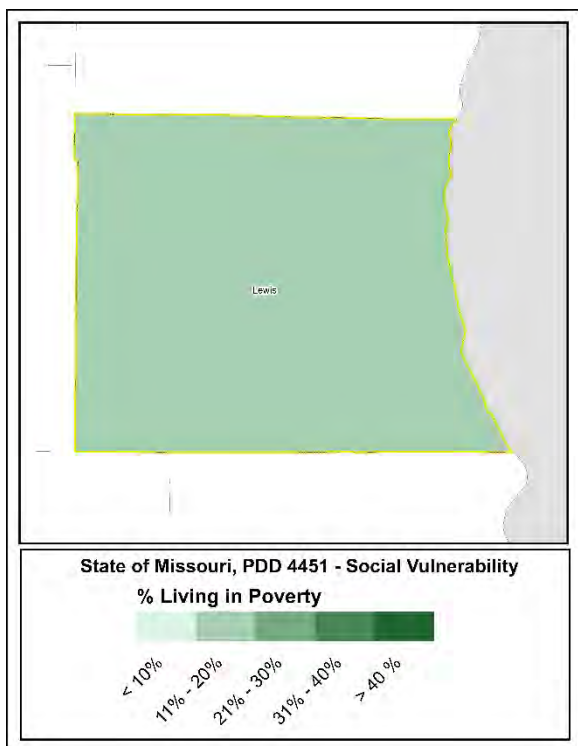 Lewis
State of Missouri, PDD 4451 - Social Vulnerability
% Living in Poverty
< 10%
11% - 20%
21% - 30%
31% - 40%
> 40 %